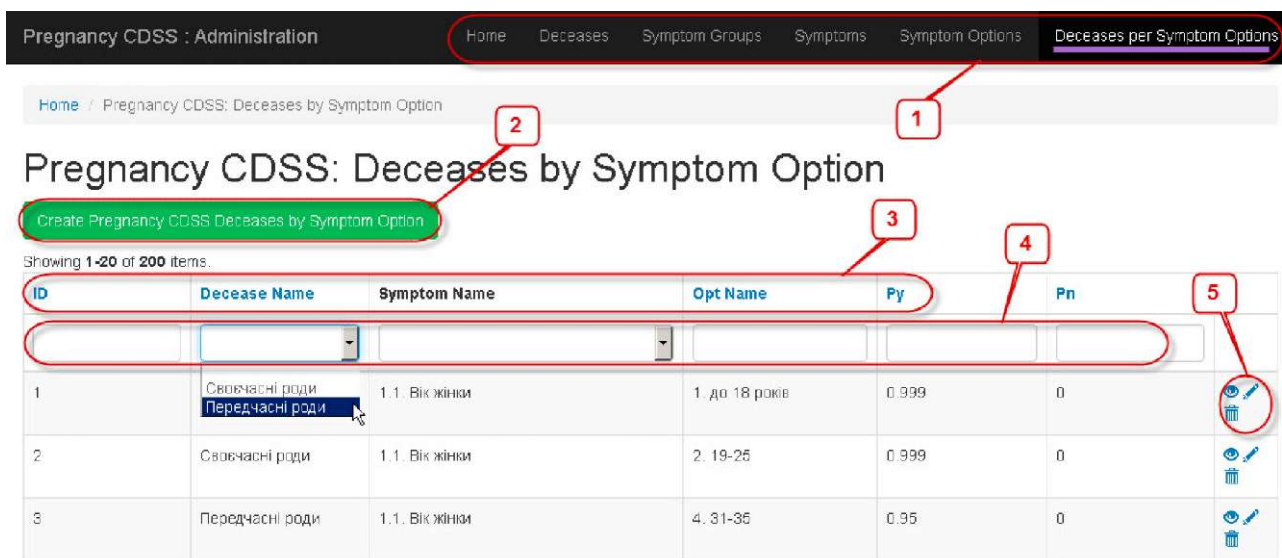 Pregnancy CDSS : Administration Home Deceases Symptom Groups Symptoms Symptom Options Deceases per Symptom Options
1
Home / Pregnancy CDSS: Deceases by Symptom Option
2
Pregnancy CDSS: Deceases by Symptom Option
Create Pregnancy CDSS Deceases by Symptom Option
3
4
Showing 1-20 of 200 items.
ID Decease Name Symptom Name Opt Name Py Pn
5
Своєчасні роди
Передчасні роди
1 1.1. Вік жінки 1. до 18 років 0.999 0
2 Своєчасні роди 1.1. Вік жінки 2. 19-25 0.999 0
3 Передчасні роди 1.1. Вік жінки 4. 31-35 0.95 0